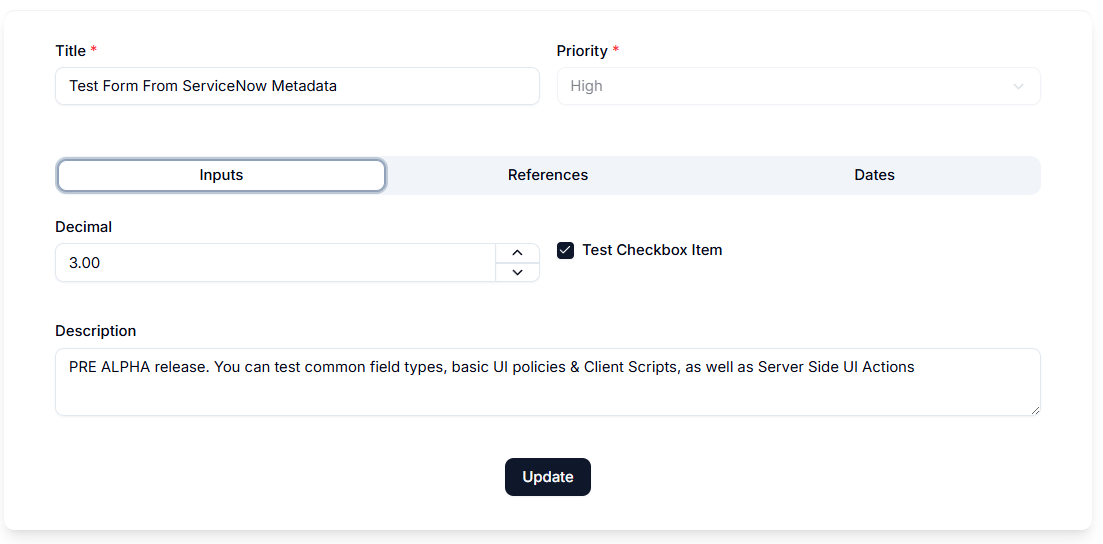 Title *
Priority *
Test Form From ServiceNow Metadata
High
Inputs
References
Dates
Decimal
3.00
Test Checkbox Item
Description
PRE ALPHA release. You can test common field types, basic UI policies & Client Scripts, as well as Server Side UI Actions
Update